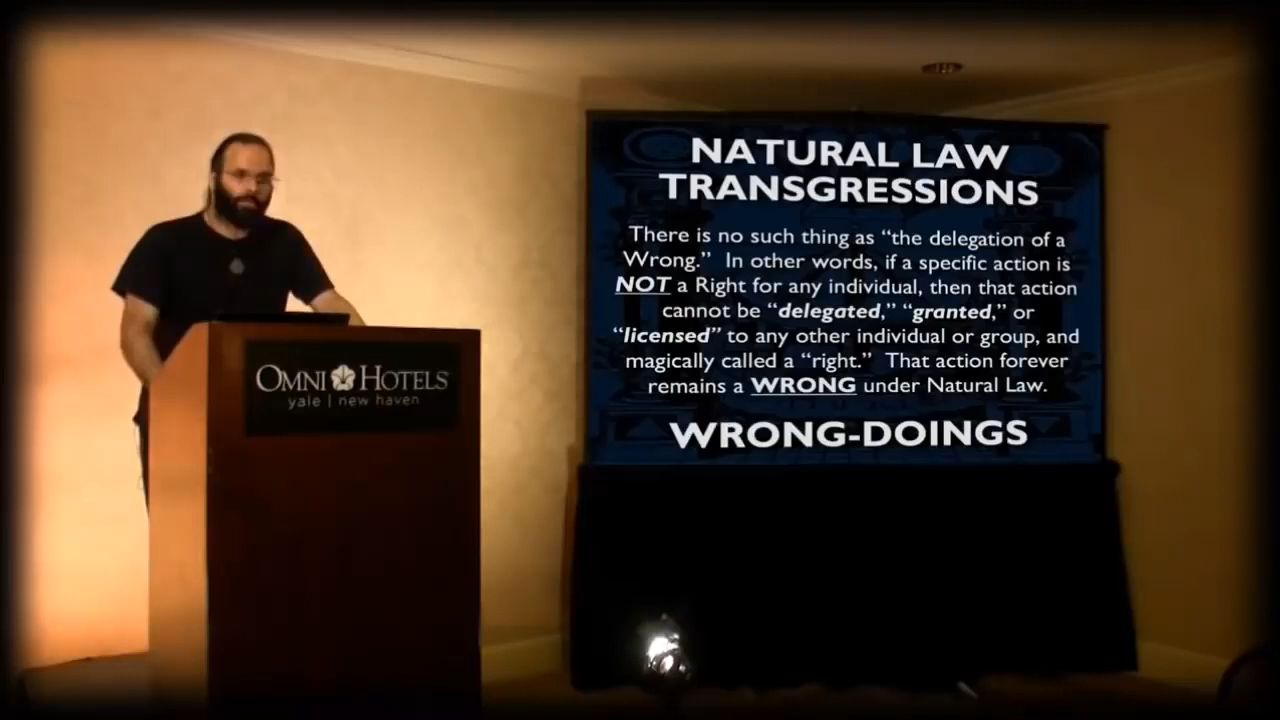 NATURAL LAW
TRANSGRESSIONS
There is no such thing as “the delegation of a
Wrong.” In other words, if a specific action is
NOT a Right for any individual, then that action
cannot be “delegated,” “granted,” or
“licensed” to any other individual or group, and
magically called a “right.” That action forever
remains a WRONG under Natural Law.
WRONG-DOINGS
OMNI HOTELS
yale | new haven